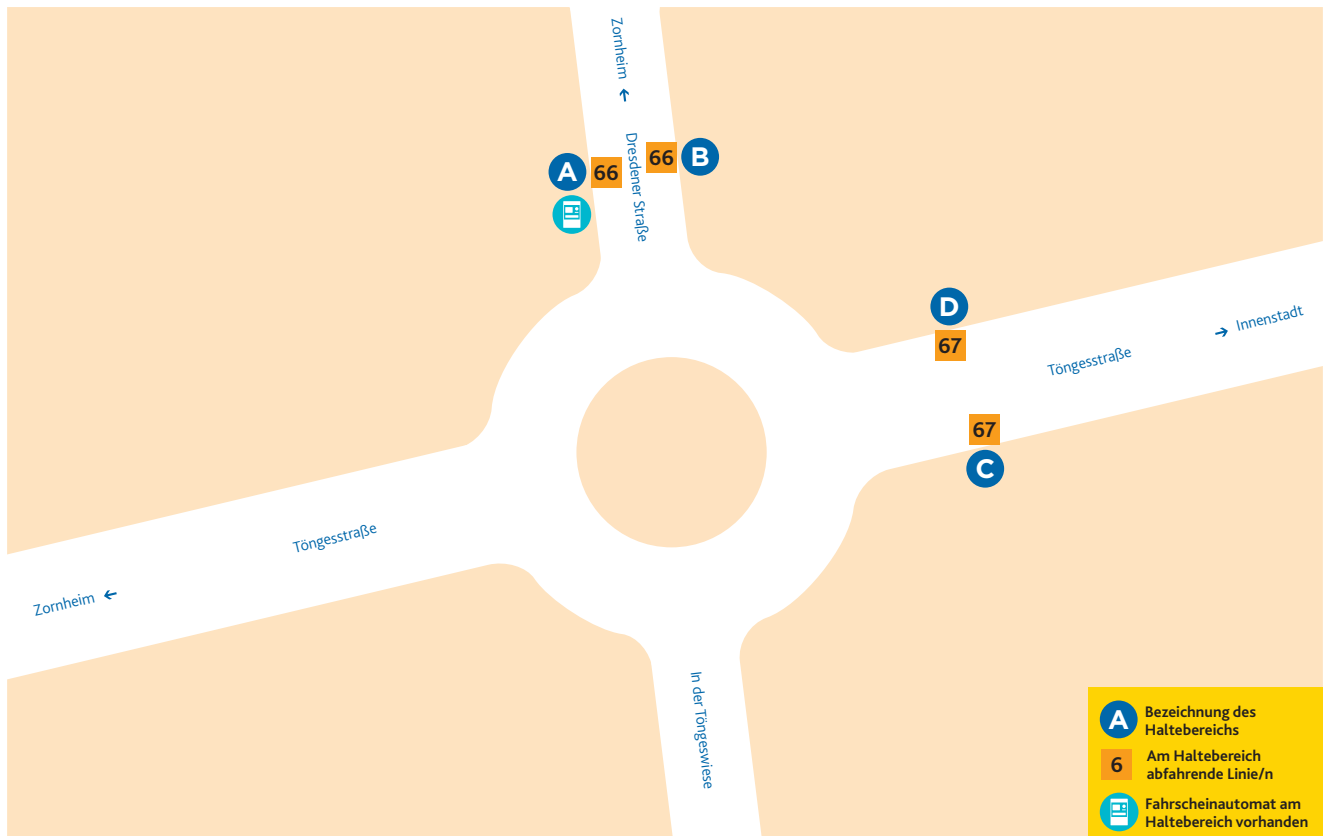 Zornheim
Dresdener Straße
A
66
66
B
D
67
Töngesstraße
Innenstadt
67
C
Töngesstraße
Zornheim
In der Töngeswiese
A
Bezeichnung des
Haltebereichs
6
Am Haltebereich
abfahrende Linie/n
Fahrscheinautomat am
Haltebereich vorhanden